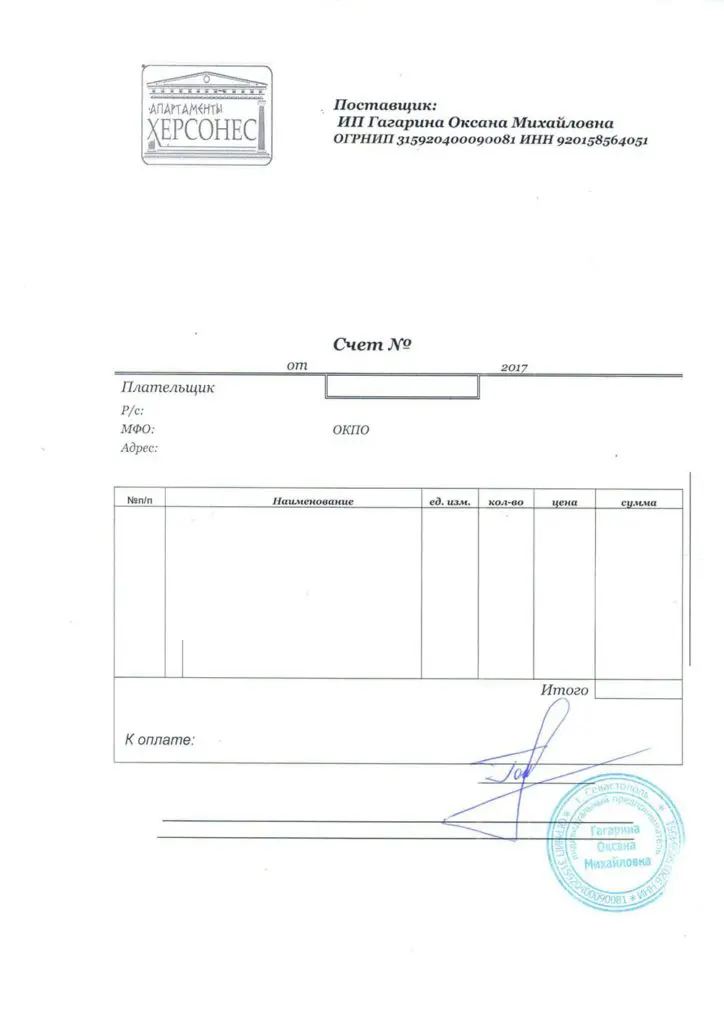 АПАРТАМЕНТЫ
ХЕРСОНЕС
Поставщик:
ИП Гагарина Оксана Михайловна
ОГРНИП 315920400090081 ИНН 920158564051
Счет №
от 2017
Плательщик
Р/с:
МФО: ОКПО
Адрес:
№п/п Наименование ед. изм. кол-во цена сумма
Итого
К оплате:
г. Севастополь
индивидуальный предприниматель
Гагарина
Оксана
Михайловна
ОГРНИП 315920400090081 * ИНН